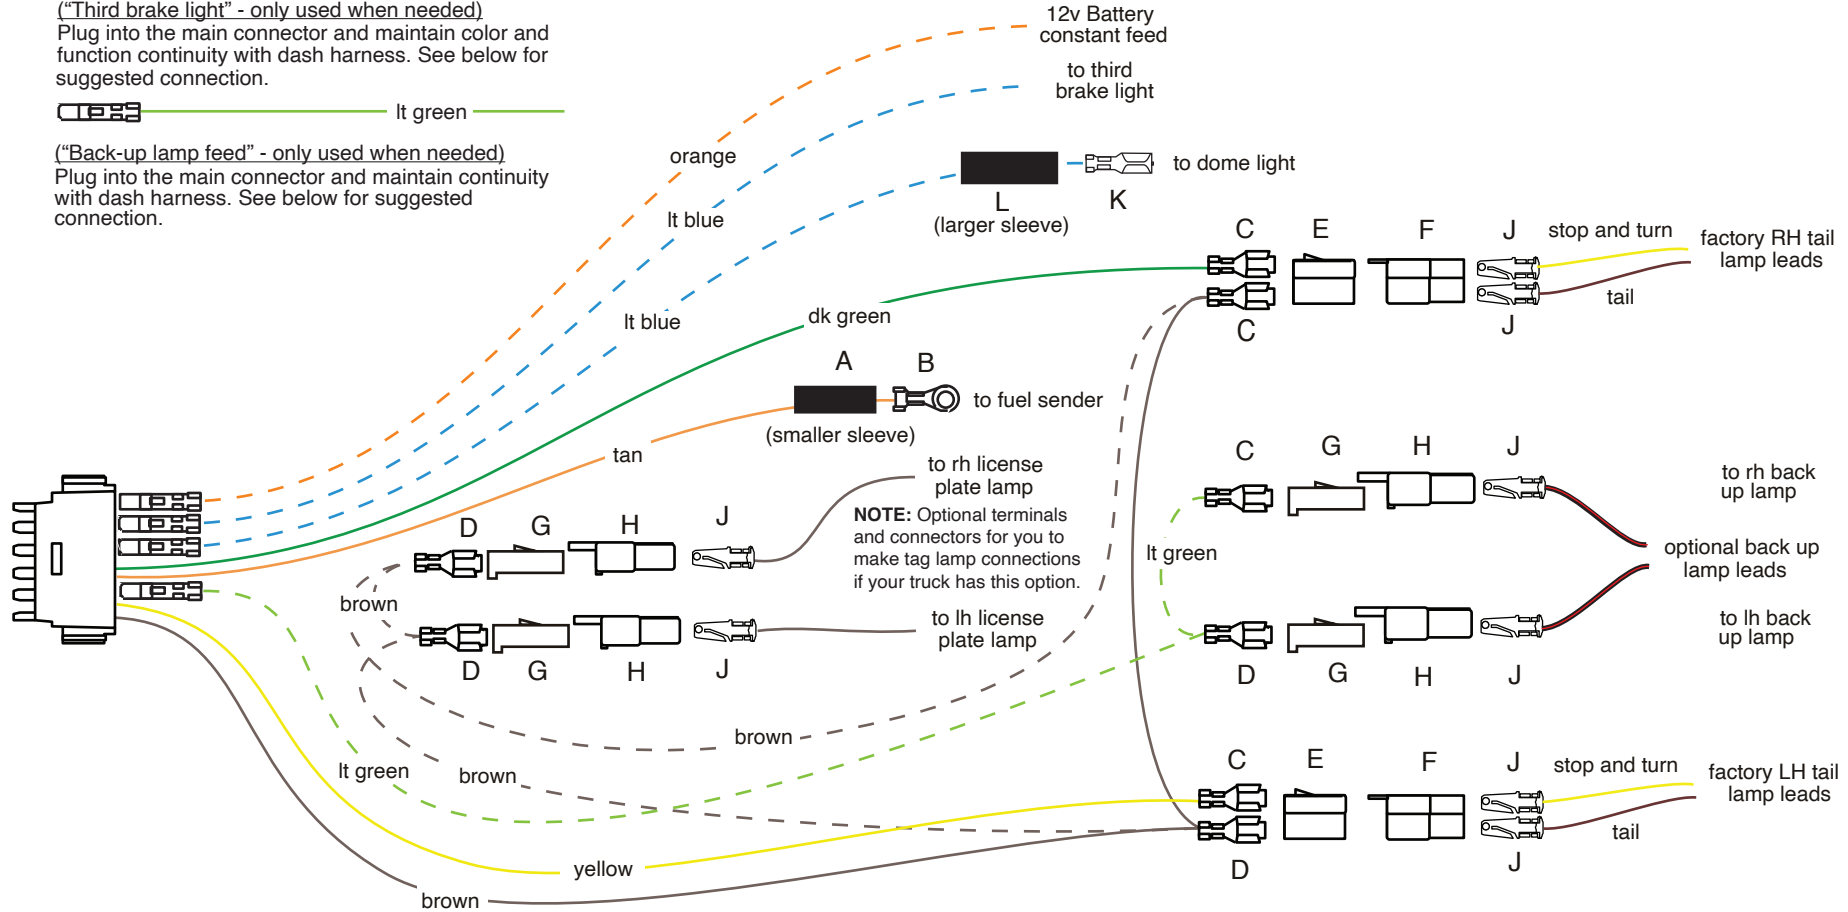 ("Third brake light" - only used when needed)
Plug into the main connector and maintain color and
function continuity with dash harness. See below for
suggested connection.
lt green
("Back-up lamp feed" - only used when needed)
Plug into the main connector and maintain continuity
with dash harness. See below for suggested
connection.
12v Battery
constant feed
to third
brake light
orange
lt blue
L
(larger sleeve)
K
to dome light
lt blue
dk green
C
E
F
J
stop and turn
factory RH tail
lamp leads
tail
C
J
A
B
to fuel sender
(smaller sleeve)
tan
to rh license
plate lamp
D
G
H
J
NOTE: Optional terminals
and connectors for you to
make tag lamp connections
if your truck has this option.
brown
to lh license
plate lamp
D
G
H
J
C
G
H
J
to rh back
up lamp
lt green
optional back up
lamp leads
to lh back
up lamp
D
G
H
J
brown
brown
lt green
C
E
F
J
stop and turn
factory LH tail
lamp leads
tail
D
J
yellow
brown